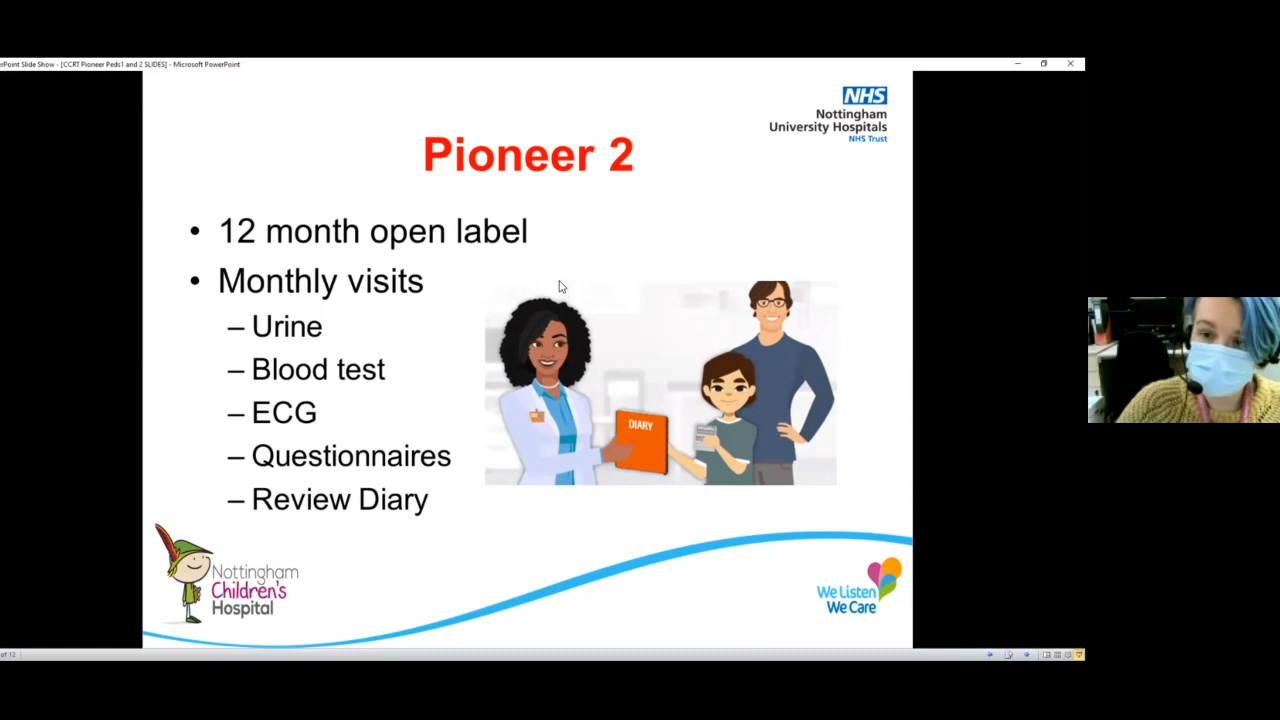 PowerPoint Slide Show - [CCRT Pioneer Peds1 and 2 SLIDES] - Microsoft PowerPoint
NHS
Nottingham
University Hospitals
NHS Trust
Pioneer 2
• 12 month open label
• Monthly visits
– Urine
– Blood test
– ECG
– Questionnaires
– Review Diary
DIARY
Nottingham
Children's
Hospital
We Listen
We Care
of 12